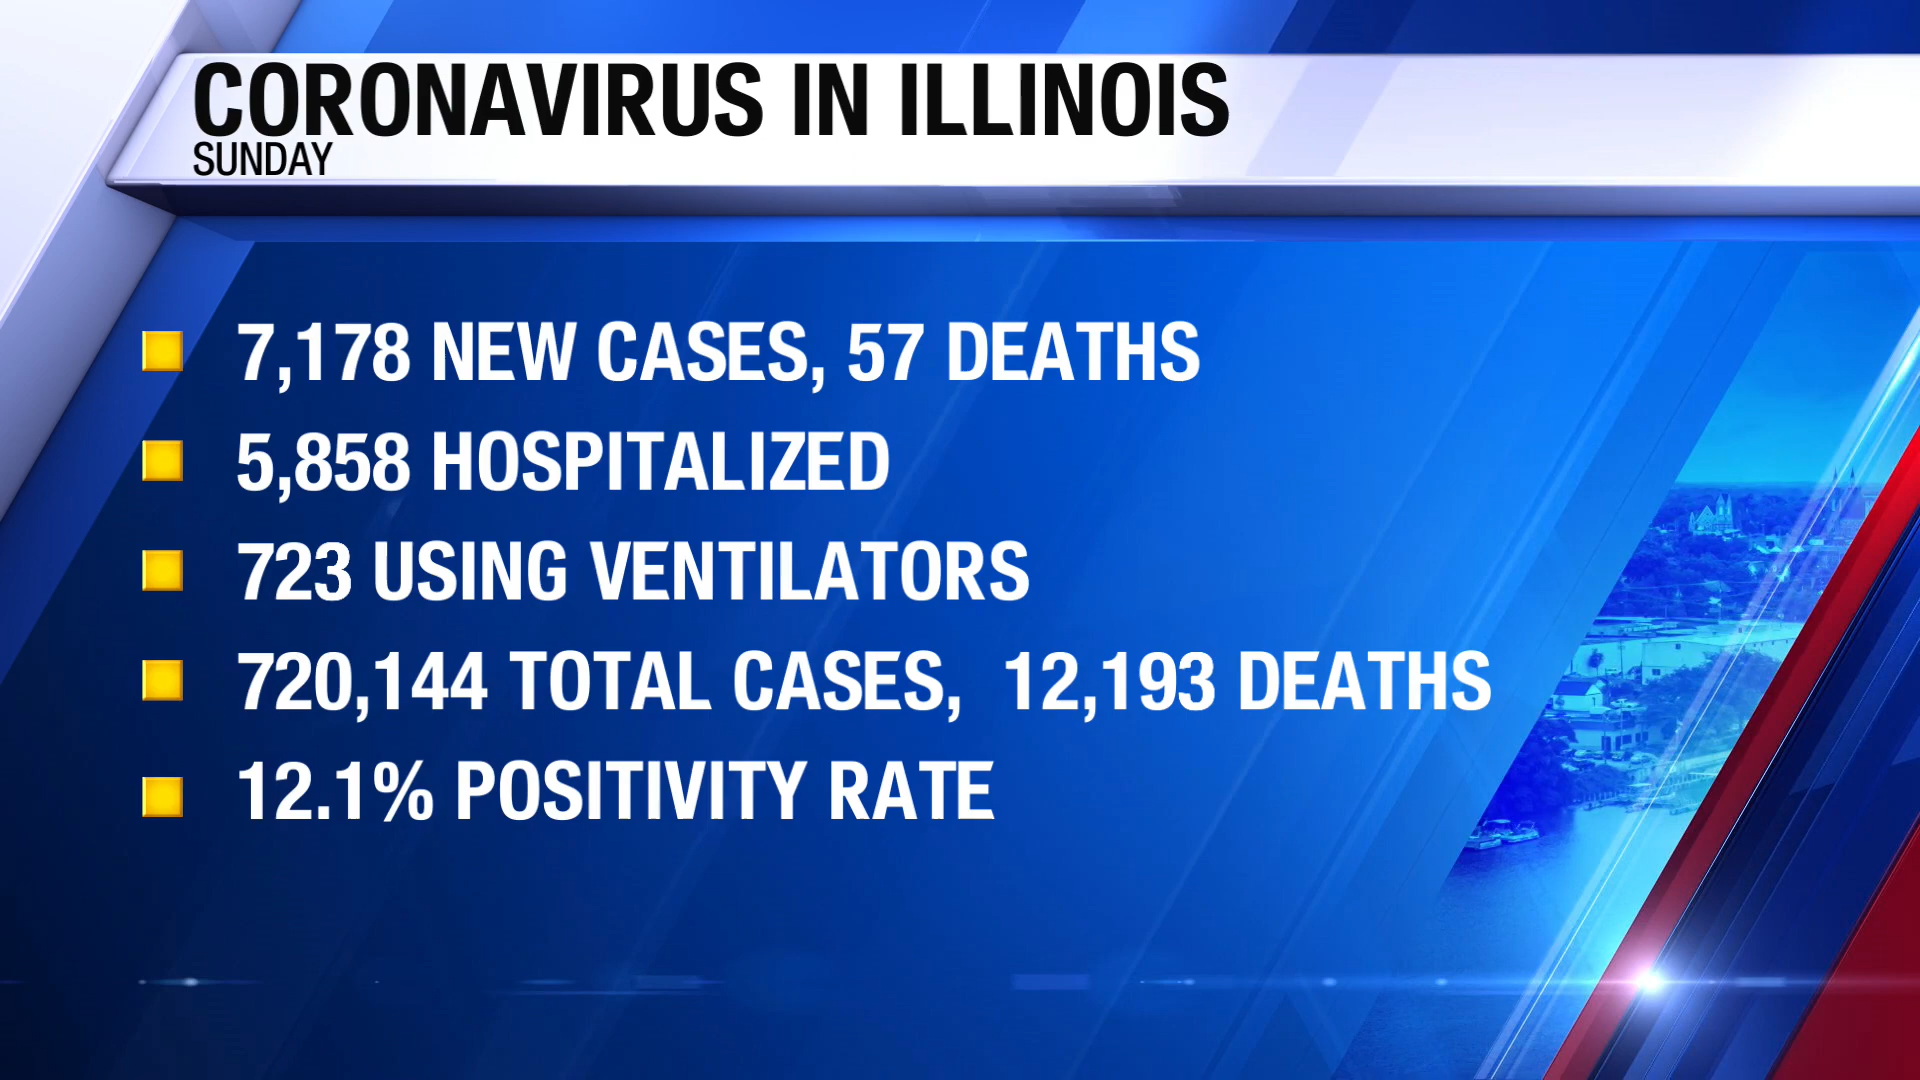 CORONAVIRUS IN ILLINOIS
SUNDAY
7,178 NEW CASES, 57 DEATHS
5,858 HOSPITALIZED
723 USING VENTILATORS
720,144 TOTAL CASES,  12,193 DEATHS
12.1% POSITIVITY RATE